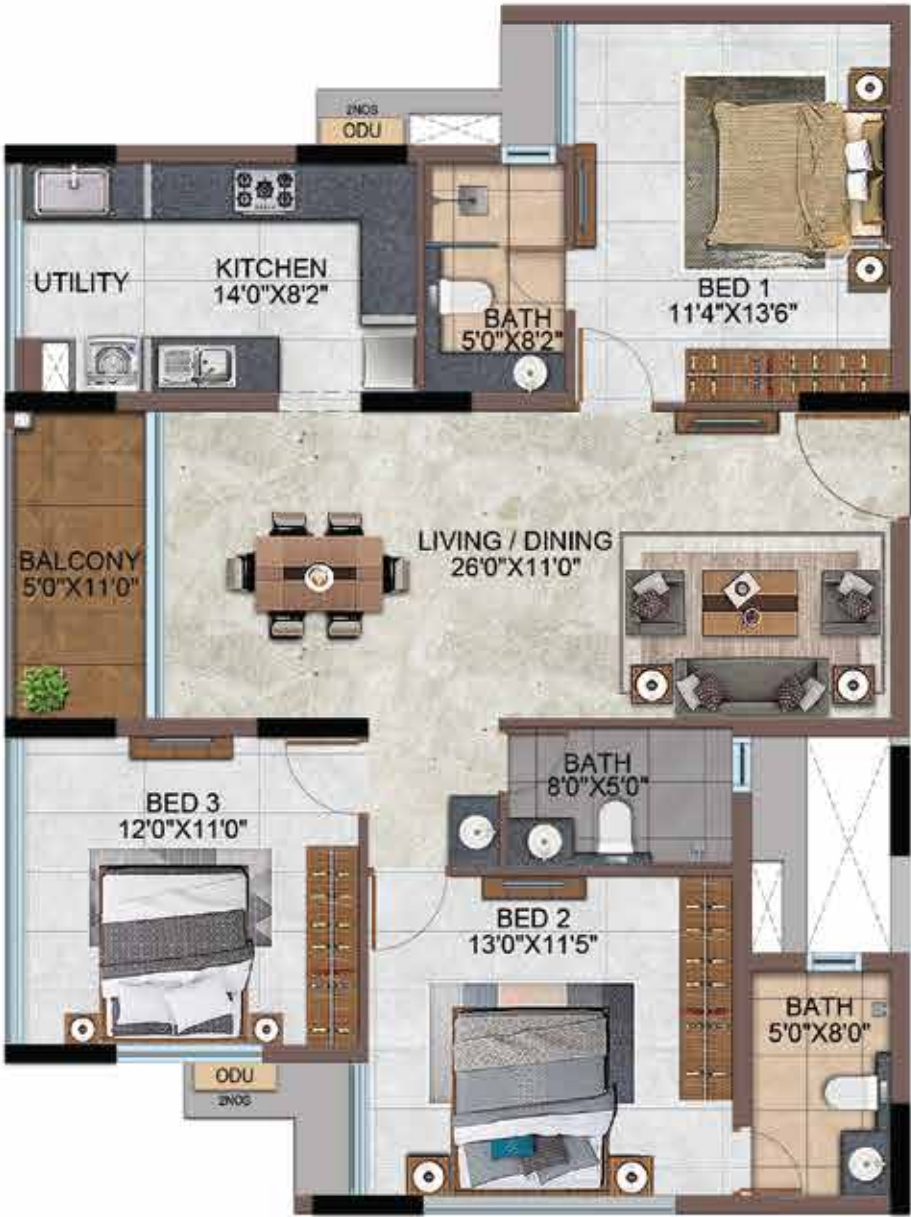 2NOS
ODU
UTILITY
KITCHEN
14'0"X8'2"
BATH
5'0"X8'2"
BED 1
11'4"X13'6"
BALCONY
5'0"X11'0"
LIVING / DINING
26'0"X11'0"
BATH
8'0"X5'0"
BED 3
12'0"X11'0"
BED 2
13'0"X11'5"
BATH
5'0"X8'0"
ODU
2NOS